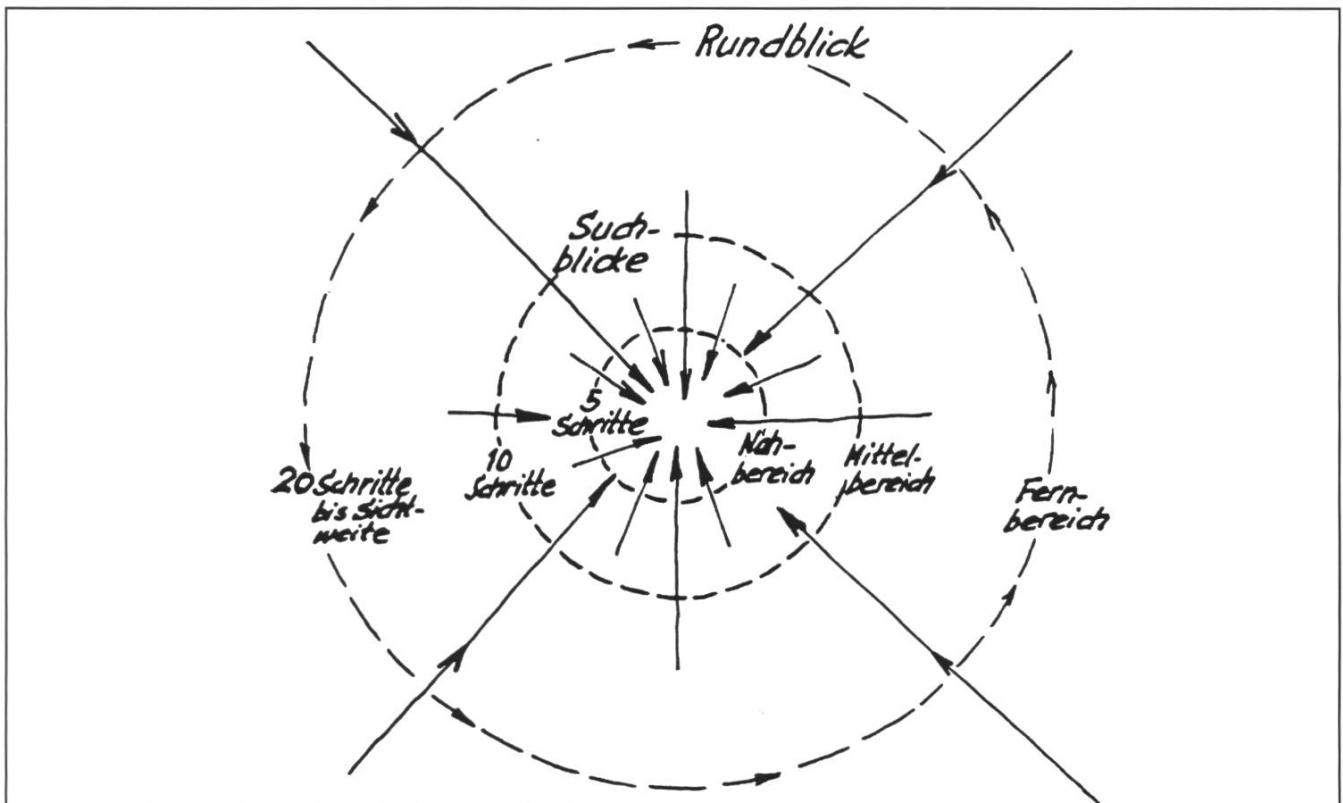 Rundblick
Such-
blicke
5
Schritte
10
Schritte
20 Schritte
bis Sicht-
weite
Nah-
bereich
Mittel-
bereich
Fern-
bereich